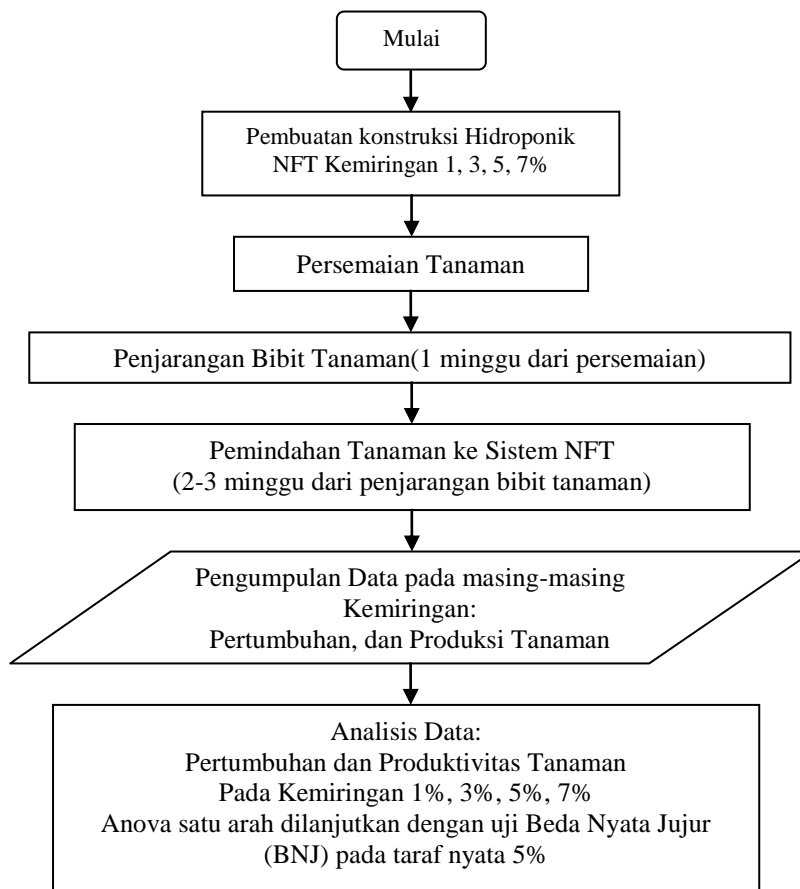 Mulai
Pembuatan konstruksi Hidroponik
NFT Kemiringan 1, 3, 5, 7%
Persemaian Tanaman
Penjarangan Bibit Tanaman(1 minggu dari persemaian)
Pemindahan Tanaman ke Sistem NFT
(2-3 minggu dari penjarangan bibit tanaman)
Pengumpulan Data pada masing-masing
Kemiringan:
Pertumbuhan, dan Produksi Tanaman
Analisis Data:
Pertumbuhan dan Produktivitas Tanaman
Pada Kemiringan 1%, 3%, 5%, 7%
Anova satu arah dilanjutkan dengan uji Beda Nyata Jujur
(BNJ) pada taraf nyata 5%